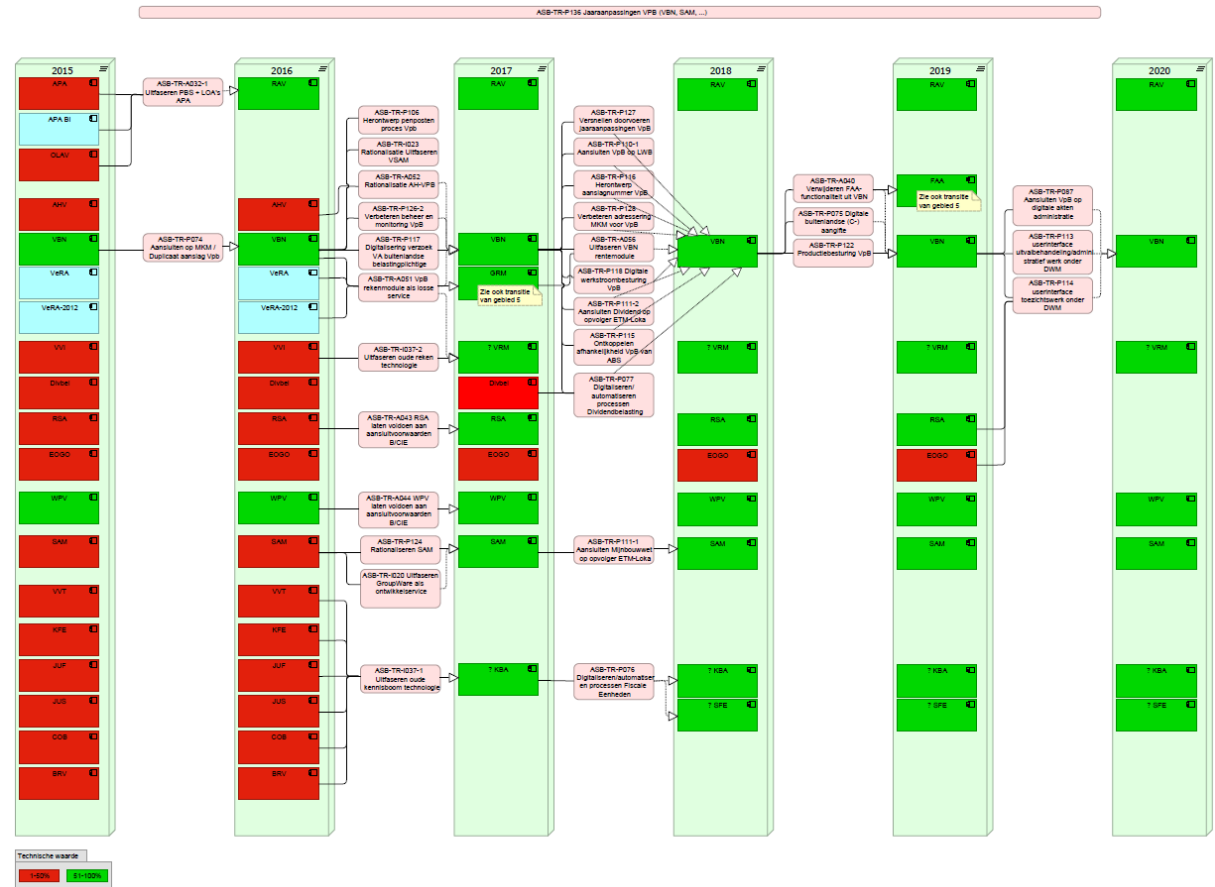 ASB-TR-P136 Jaaraanpassingen VPB (VBN, SAM, ...)
2015
APA
APA BI
OLAV
AHV
VBN
VeRA
VeRA-2012
VVI
Divbel
RSA
EOGO
WPV
SAM
VVT
KFE
JUF
JUS
COB
BRV
ASB-TR-A032-1
Uitfaseren PBS + LOA's
APA
ASB-TR-P074
Aansluiten op MKM /
Duplicaat aanslag Vpb
2016
RAV
AHV
VBN
VeRA
VeRA-2012
VVI
Divbel
RSA
EOGO
WPV
SAM
VVT
KFE
JUF
JUS
COB
BRV
ASB-TR-P106
Herontwerp penposten
proces Vpb
ASB-TR-I023
Rationalisatie Uitfaseren
VSAM
ASB-TR-A052
Rationalisatie AH-VPB
ASB-TR-P126-2
Verbeteren beheer en
monitoring VpB
ASB-TR-P117
Digitalisering verzoek
VA buitenlandse
belastingplichtige
ASB-TR-A051 VpB
rekenmodule als losse
service
ASB-TR-I037-2
Uitfaseren oude reken
technologie
ASB-TR-A043 RSA
laten voldoen aan
aansluitvoorwaarden
B/CIE
ASB-TR-A044 WPV
laten voldoen aan
aansluitvoorwaarden
B/CIE
ASB-TR-P124
Rationaliseren SAM
ASB-TR-I020 Uitfaseren
GroupWare als
ontwikkelservice
ASB-TR-I037-1
Uitfaseren oude
kennisboom technologie
2017
RAV
VBN
GRM
Zie ook transitie
van gebied 5
? VRM
Divbel
RSA
EOGO
WPV
SAM
? KBA
ASB-TR-P127
Versnellen doorvoeren
jaaraanpassingen VpB
ASB-TR-P110-1
Aansluiten VpB op LWB
ASB-TR-P116
Herontwerp
aanslagnummer VpB
ASB-TR-P128
Verbeteren adressering
MKM voor VpB
ASB-TR-A056
Uitfaseren VBN
rentemodule
ASB-TR-P118 Digitale
werkstroombesturing
VpB
ASB-TR-P111-2
Aansluiten Dividend op
opvolger ETM-Loka
ASB-TR-P115
Ontkoppelen
afhankelijkheid VpB van
ABS
ASB-TR-P077
Digitaliseren/
automatiseren
processen
Dividendbelasting
ASB-TR-P111-1
Aansluiten Mijnbouwwet
op opvolger ETM-Loka
ASB-TR-P076
Digitaliseren/automatiser
en processen Fiscale
Eenheden
2018
RAV
VBN
? VRM
RSA
EOGO
WPV
SAM
? KBA
? SFE
ASB-TR-A040
Verwijderen FAA-
functionaliteit uit VBN
ASB-TR-P075 Digitale
buitenlandse (C-)
aangifte
ASB-TR-P122
Productiebesturing VpB
2019
RAV
FAA
Zie ook transitie
van gebied 5
VBN
? VRM
RSA
EOGO
WPV
SAM
? KBA
? SFE
ASB-TR-P087
Aansluiten VpB op
digitale akten
administratie
ASB-TR-P113
userinterface
uitvalbehandeling/admini
stratief werk onder
DWM
ASB-TR-P114
userinterface
toezichtswerk onder
DWM
2020
RAV
VBN
? VRM
WPV
SAM
? KBA
? SFE
Technische waarde
1-50%
51-100%